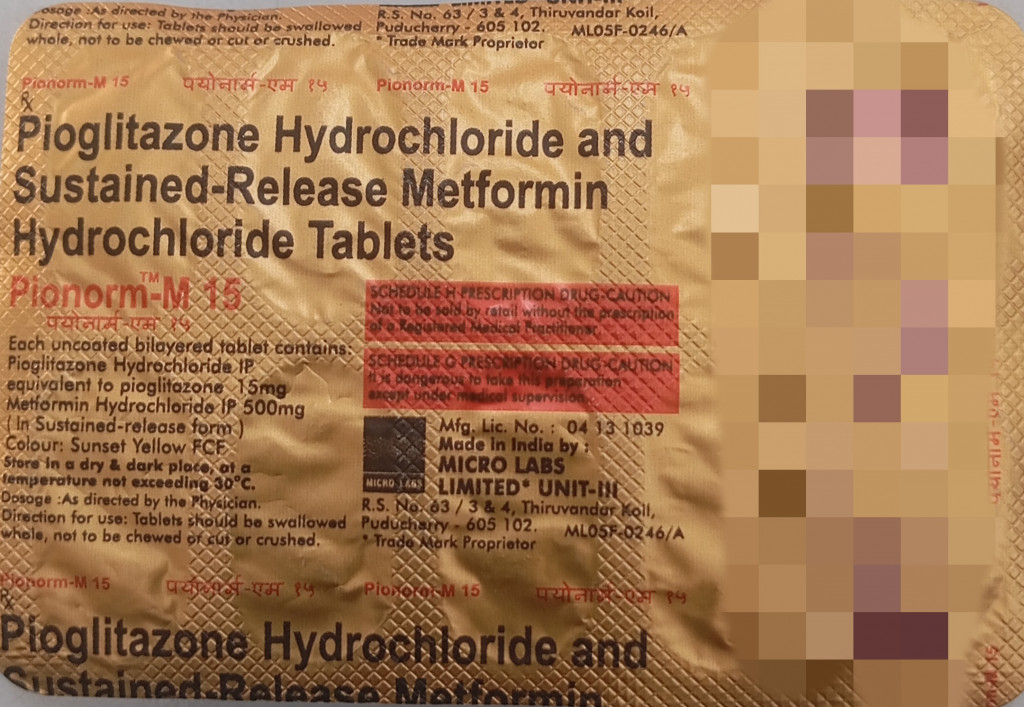 osage :As directed by the Physician.
Direction for use: Tablets should be swallowed
whole, not to be chewed or cut or crushed.
R.S. No. 63 / 3 & 4, Thiruvandar Koil,
Puducherry - 605 102. ML05F-0246/A
* Trade Mark Proprietor
Pionorm-M 15 पयोनार्म-एम १५ Pionorm-M 15 पयोनार्म-एम १५
Rx
Pioglitazone Hydrochloride and
Sustained-Release Metformin
Hydrochloride Tablets
Pionorm™-M 15
पयोनार्म-एम १५
Each uncoated bilayered tablet contains:
Pioglitazone Hydrochloride IP
equivalent to pioglitazone 15mg
Metformin Hydrochloride IP 500mg
( In Sustained-release form )
Colour: Sunset Yellow FCF
Store in a dry & dark place, at a
temperature not exceeding 30°C.
Dosage :As directed by the Physician.
Direction for use: Tablets should be swallowed
whole, not to be chewed or cut or crushed.
SCHEDULE H PRESCRIPTION DRUG-CAUTION
Not to be sold by retail without the prescription
of a Registered Medical Practitioner.
SCHEDULE G PRESCRIPTION DRUG-CAUTION
It is dangerous to take this preparation
except under medical supervision.
Mfg. Lic. No. : 04 13 1039
Made in India by :
MICRO LABS
LIMITED* UNIT-III
MICRO LABS
R.S. No. 63 / 3 & 4, Thiruvandar Koil,
Puducherry - 605 102. ML05F-0246/A
* Trade Mark Proprietor
Pionorm-M 15 पयोनार्म-एम १५ Pionorm-M 15 पयोनार्म-एम १५
Rx
Pioglitazone Hydrochloride and
Sustained-Release Metformin
पयोनार्म-एम